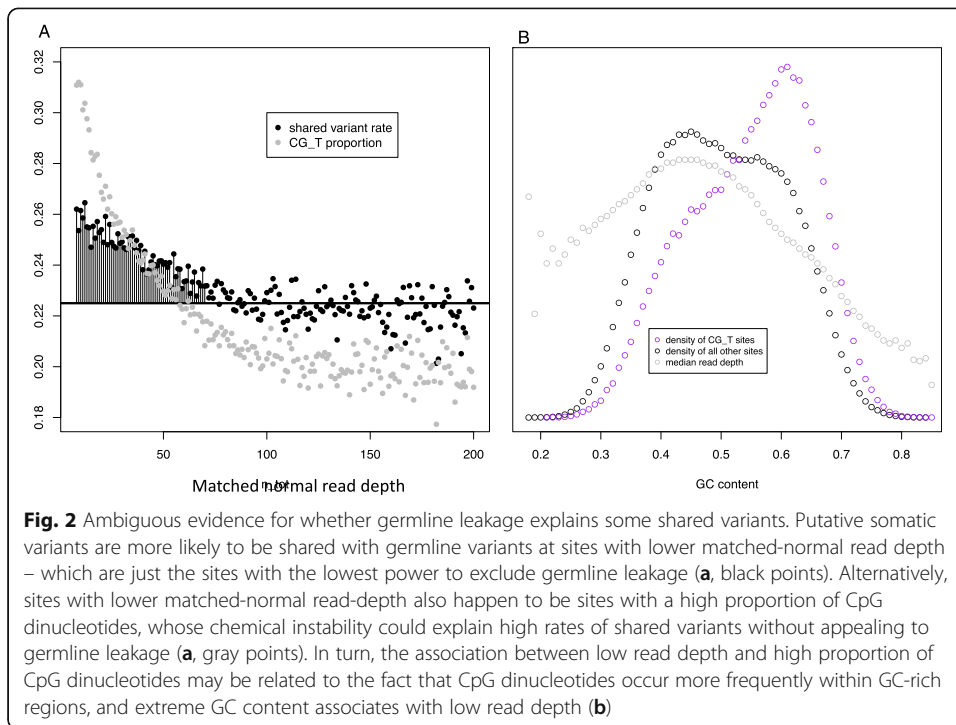 A
B
0.32
0.30
0.28
0.26
0.24
0.22
0.20
0.18
shared variant rate
CG_T proportion
50
100
150
200
Matched normal read depth
density of CG_T sites
density of all other sites
median read depth
0.2
0.3
0.4
0.5
0.6
0.7
0.8
GC content
Fig. 2 Ambiguous evidence for whether germline leakage explains some shared variants. Putative somatic
variants are more likely to be shared with germline variants at sites with lower matched-normal read depth
– which are just the sites with the lowest power to exclude germline leakage (a, black points). Alternatively,
sites with lower matched-normal read-depth also happen to be sites with a high proportion of CpG
dinucleotides, whose chemical instability could explain high rates of shared variants without appealing to
germline leakage (a, gray points). In turn, the association between low read depth and high proportion of
CpG dinucleotides may be related to the fact that CpG dinucleotides occur more frequently within GC-rich
regions, and extreme GC content associates with low read depth (b)